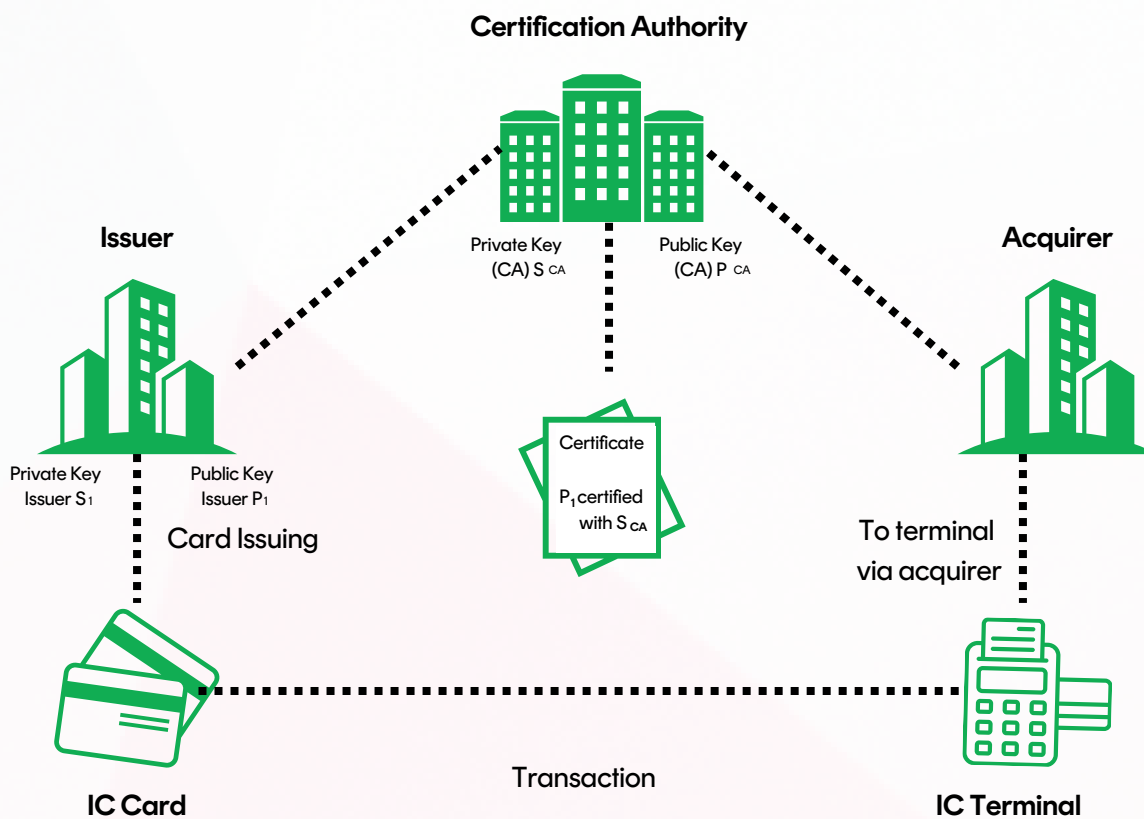 Certification Authority
Issuer
Private Key
(CA) S CA
Public Key
(CA) P CA
Acquirer
Private Key
Issuer S1
Public Key
Issuer P1
Card Issuing
Certificate
P1 certified
with S CA
To terminal
via acquirer
Transaction
IC Card
IC Terminal